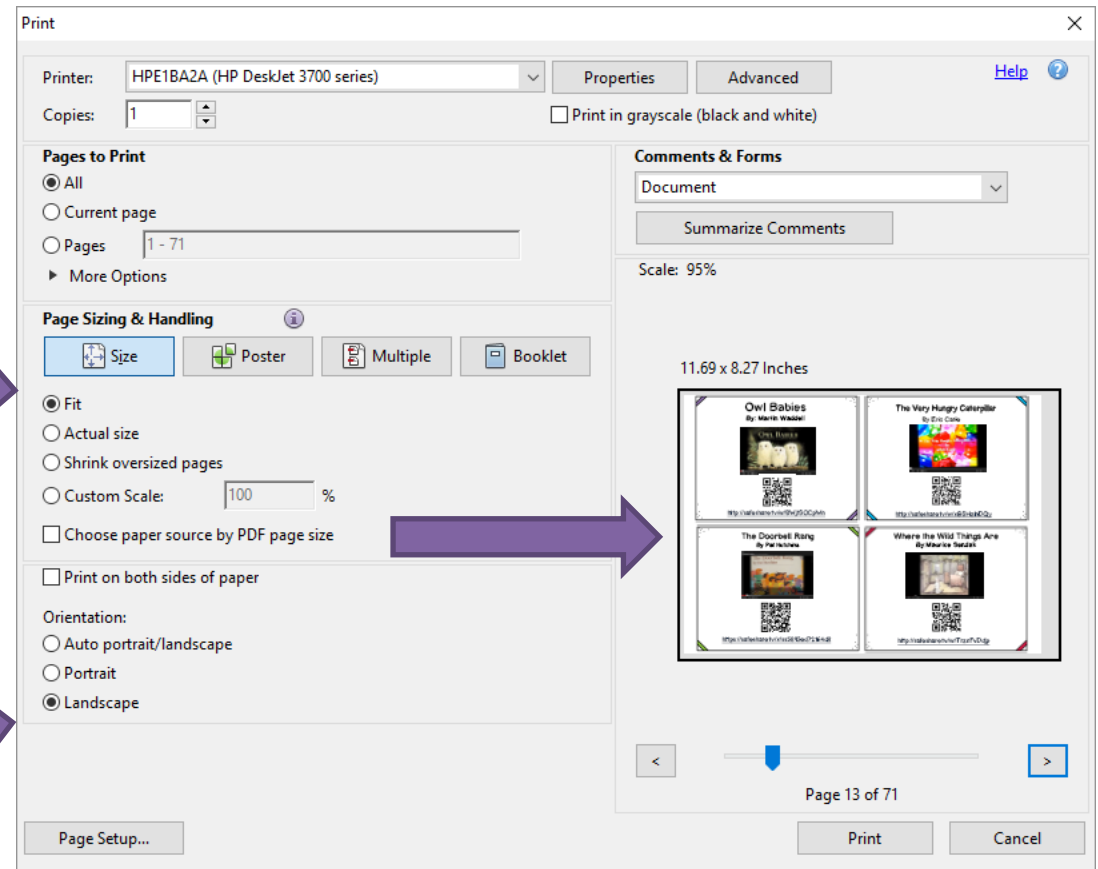 Print
Printer: HPE1BA2A (HP DeskJet 3700 series) Properties Advanced Help
Copies: 1 Print in grayscale (black and white)
Pages to Print
All
Current page
Pages 1 - 71
More Options
Comments & Forms
Document
Summarize Comments
Scale: 95%
Page Sizing & Handling
Size Poster Multiple Booklet
Fit
Actual size
Shrink oversized pages
Custom Scale: 100 %
Choose paper source by PDF page size
Print on both sides of paper
Orientation:
Auto portrait/landscape
Portrait
Landscape
11.69 x 8.27 Inches
Owl Babies
By: Martin Waddell
OWL BABIES
The Very Hungry Caterpillar
By Eric Carle
The Doorbell Rang
By Pat Hutchins
Where the Wild Things Are
By Maurice Sendak
< >
Page 13 of 71
Page Setup... Print Cancel